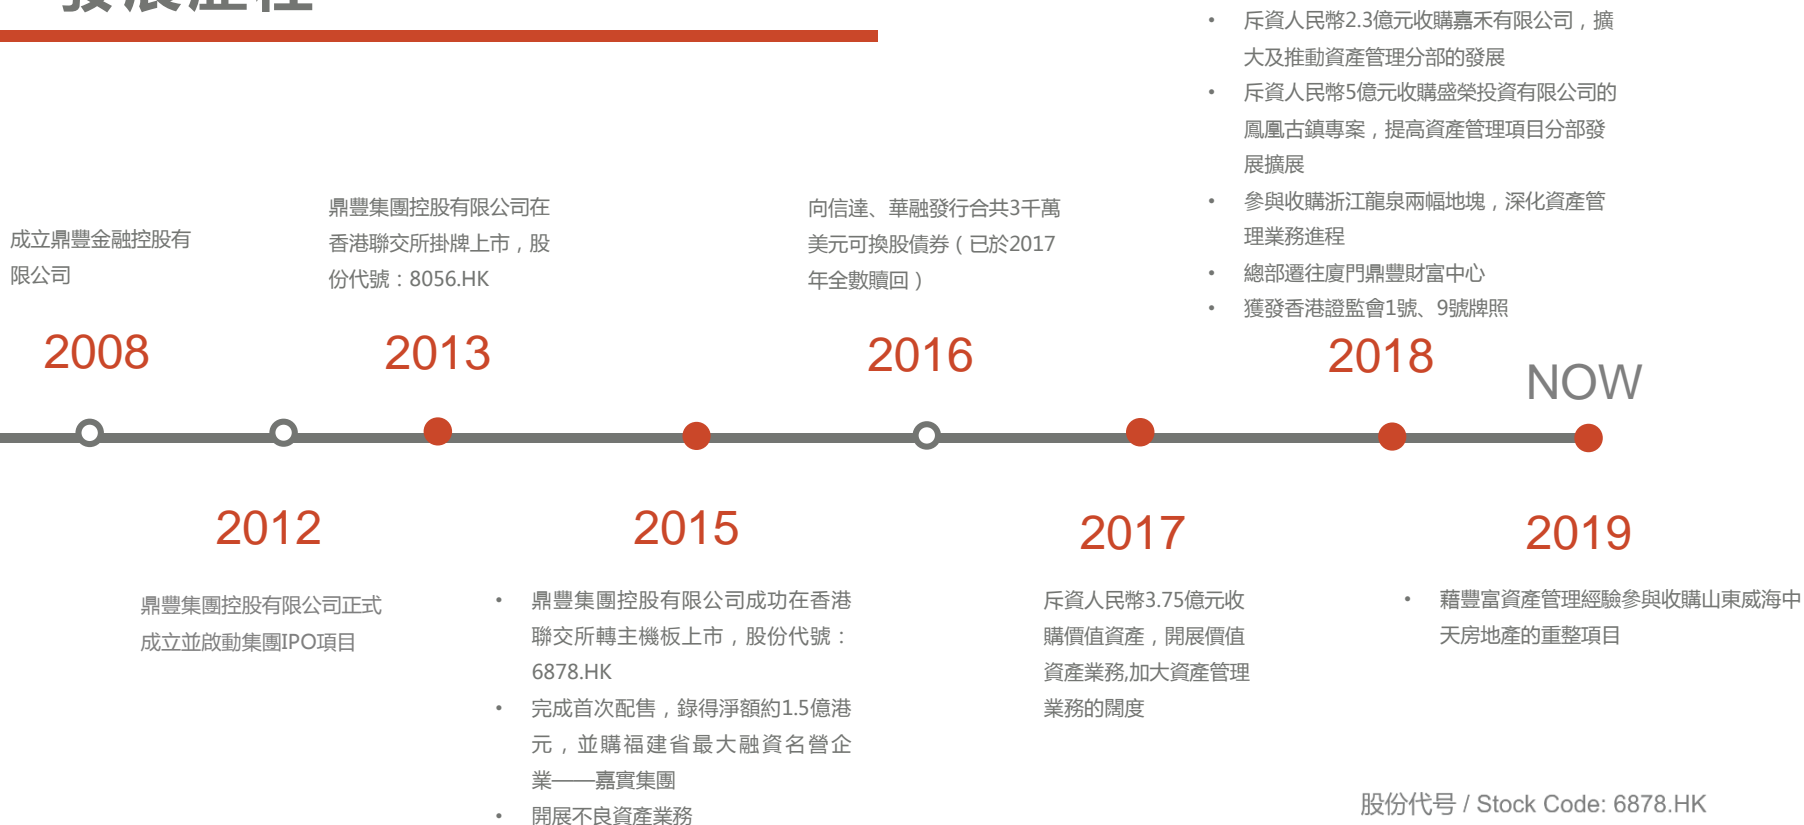 發展歷程
• 斥資人民幣2.3億元收購嘉禾有限公司，擴
大及推動資產管理分部的發展
• 斥資人民幣5億元收購盛榮投資有限公司的
鳳凰古鎮專案，提高資產管理項目分部發
展擴展
• 參與收購浙江龍泉兩幅地塊，深化資產管
理業務進程
• 總部遷往廈門鼎豐財富中心
• 獲發香港證監會1號、9號牌照
成立鼎豐金融控股有
限公司
鼎豐集團控股有限公司在
香港聯交所掛牌上市，股
份代號：8056.HK
向信達、華融發行合共3千萬
美元可換股債券（已於2017
年全數贖回）
2008
2013
2016
2018
NOW
2012
2015
2017
2019
鼎豐集團控股有限公司正式
成立並啟動集團IPO項目
• 鼎豐集團控股有限公司成功在香港
聯交所轉主機板上市，股份代號：
6878.HK
• 完成首次配售，錄得淨額約1.5億港
元，並購福建省最大融資名營企
業——嘉實集團
• 開展不良資產業務
斥資人民幣3.75億元收
購價值資產，開展價值
資產業務,加大資產管理
業務的闊度
• 藉豐富資產管理經驗參與收購山東威海中
天房地產的重整項目
股份代号 / Stock Code: 6878.HK